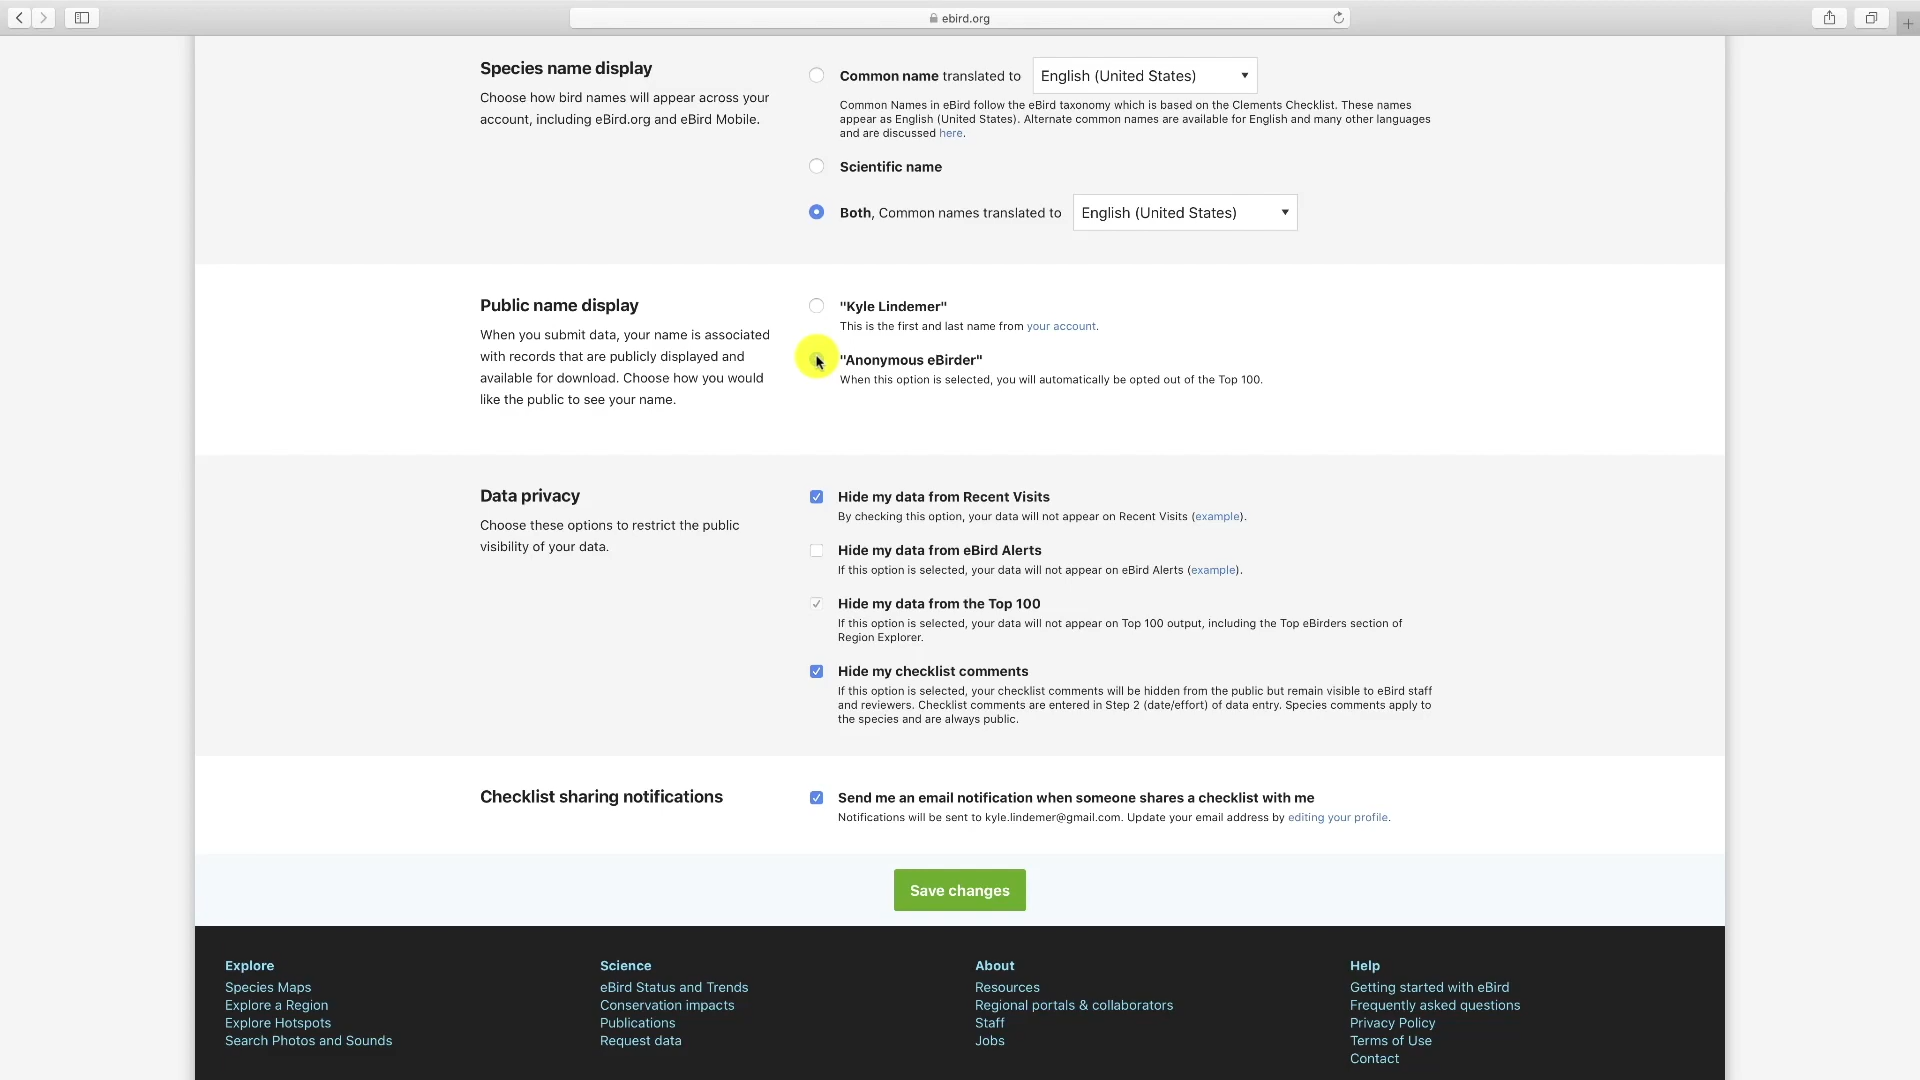 ebird.org
Species name display
Choose how bird names will appear across your
account, including eBird.org and eBird Mobile.
Common name translated to English (United States)
Common Names in eBird follow the eBird taxonomy which is based on the Clements Checklist. These names
appear as English (United States). Alternate common names are available for English and many other languages
and are discussed here.
Scientific name
Both, Common names translated to English (United States)
Public name display
When you submit data, your name is associated
with records that are publicly displayed and
available for download. Choose how you would
like the public to see your name.
"Kyle Lindemer"
This is the first and last name from your account.
"Anonymous eBirder"
When this option is selected, you will automatically be opted out of the Top 100.
Data privacy
Choose these options to restrict the public
visibility of your data.
Hide my data from Recent Visits
By checking this option, your data will not appear on Recent Visits (example).
Hide my data from eBird Alerts
If this option is selected, your data will not appear on eBird Alerts (example).
Hide my data from the Top 100
If this option is selected, your data will not appear on Top 100 output, including the Top eBirders section of
Region Explorer.
Hide my checklist comments
If this option is selected, your checklist comments will be hidden from the public but remain visible to eBird staff
and reviewers. Checklist comments are entered in Step 2 (date/effort) of data entry. Species comments apply to
the species and are always public.
Checklist sharing notifications
Send me an email notification when someone shares a checklist with me
Notifications will be sent to kyle.lindemer@gmail.com. Update your email address by editing your profile.
Save changes
Explore
Species Maps
Explore a Region
Explore Hotspots
Search Photos and Sounds
Science
eBird Status and Trends
Conservation impacts
Publications
Request data
About
Resources
Regional portals & collaborators
Staff
Jobs
Help
Getting started with eBird
Frequently asked questions
Privacy Policy
Terms of Use
Contact